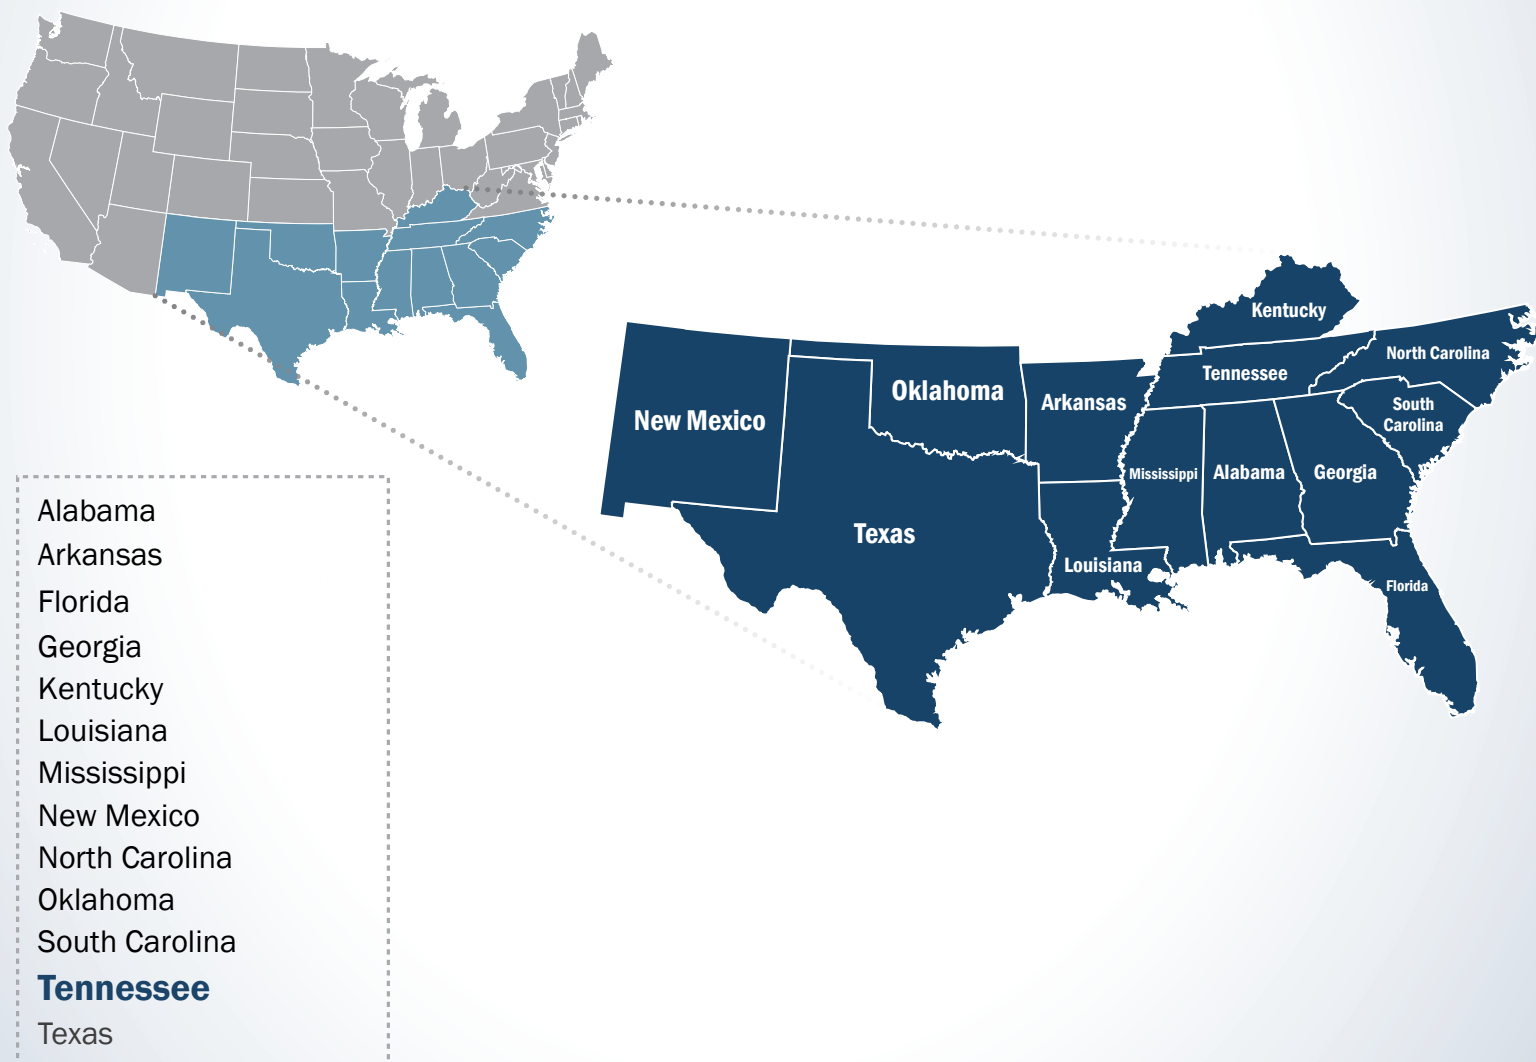 Kentucky
North Carolina
Tennessee
Oklahoma
Arkansas
South
Carolina
New Mexico
Mississippi
Alabama
Georgia
Texas
Louisiana
Florida
Alabama
Arkansas
Florida
Georgia
Kentucky
Louisiana
Mississippi
New Mexico
North Carolina
Oklahoma
South Carolina
Tennessee
Texas